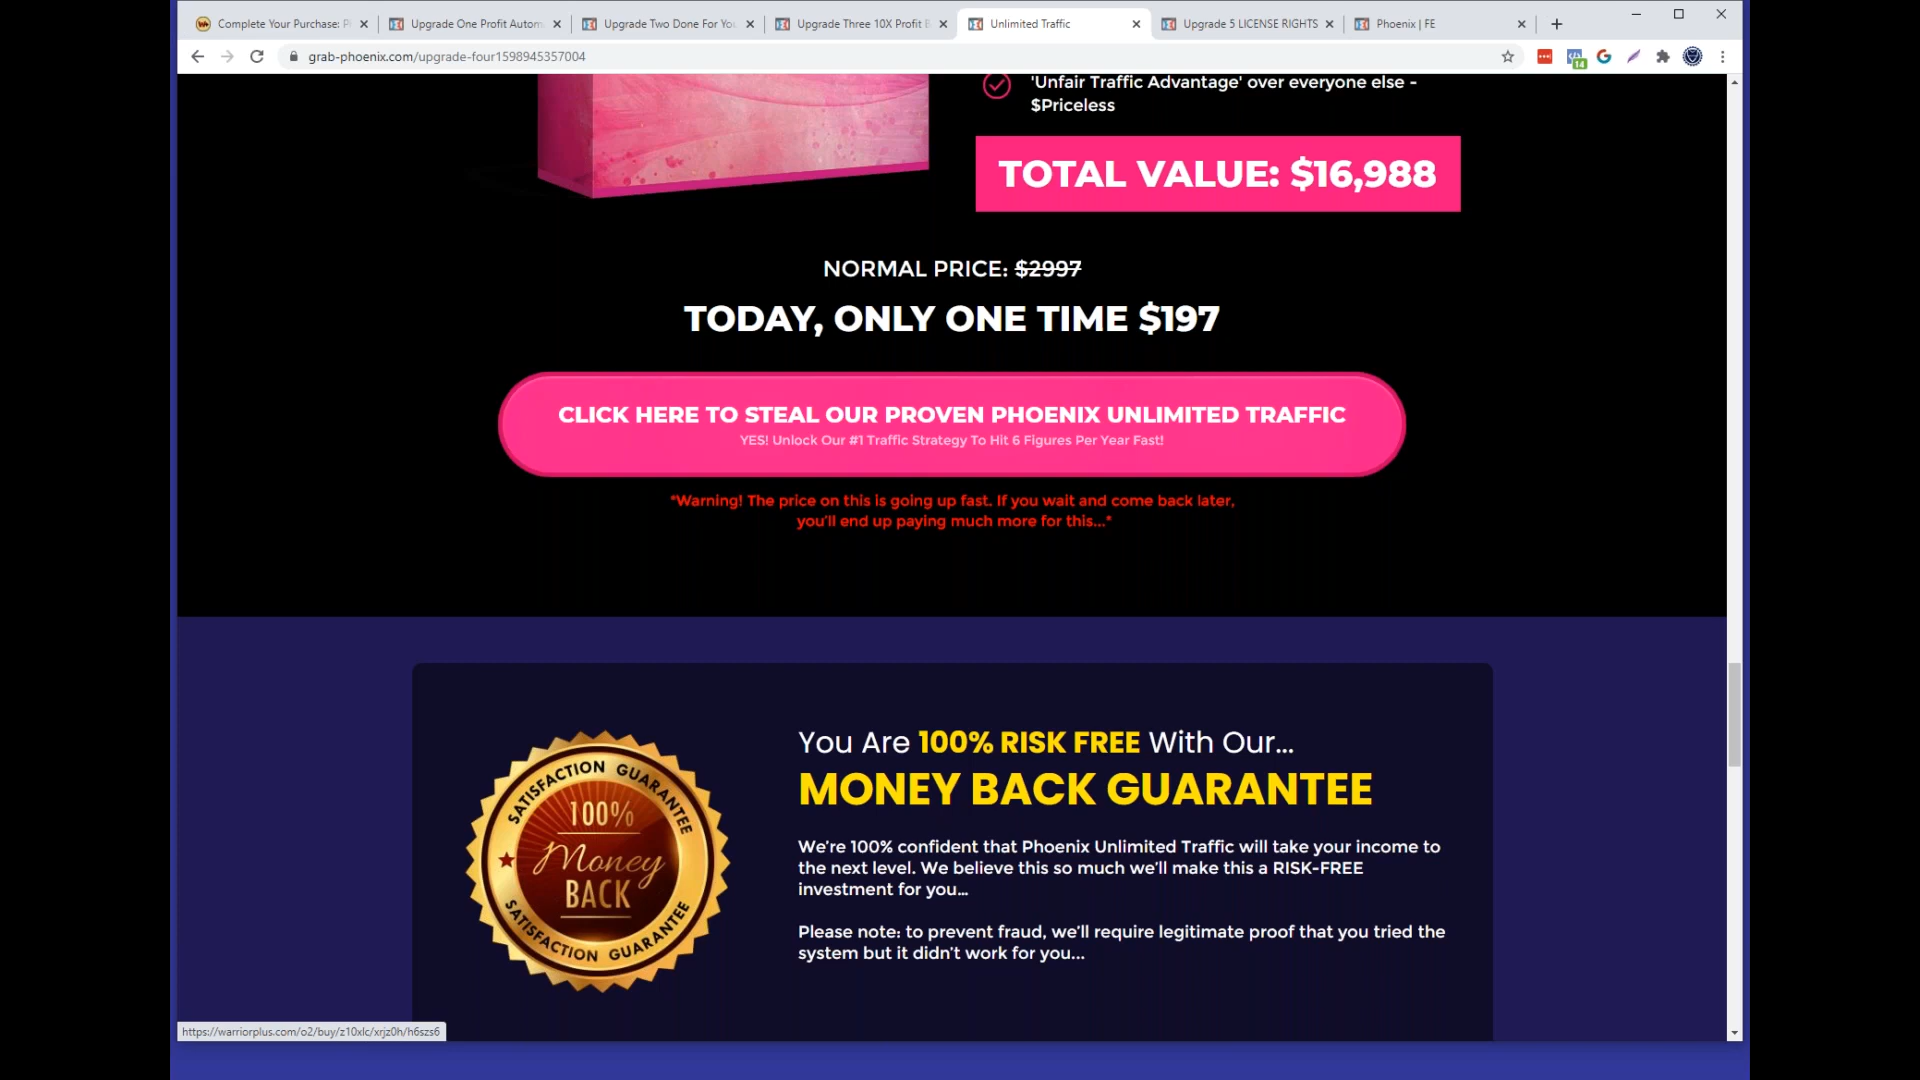 Complete Your Purchase: P
Upgrade One Profit Autom
Upgrade Two Done For Yo
Upgrade Three 10X Profit B
Unlimited Traffic
Upgrade 5 LICENSE RIGHTS
Phoenix | FE
grab-phoenix.com/upgrade-four1598945357004
14
'Unfair Traffic Advantage' over everyone else -
$Priceless
TOTAL VALUE: $16,988
NORMAL PRICE: $2997
TODAY, ONLY ONE TIME $197
CLICK HERE TO STEAL OUR PROVEN PHOENIX UNLIMITED TRAFFIC
YES! Unlock Our #1 Traffic Strategy To Hit 6 Figures Per Year Fast!
*Warning! The price on this is going up fast. If you wait and come back later,
you'll end up paying much more for this...*
SATISFACTION GUARANTEE
100%
Money
BACK
SATISFACTION GUARANTEE
You Are 100% RISK FREE With Our...
MONEY BACK GUARANTEE
We're 100% confident that Phoenix Unlimited Traffic will take your income to
the next level. We believe this so much we'll make this a RISK-FREE
investment for you...
Please note: to prevent fraud, we'll require legitimate proof that you tried the
system but it didn't work for you...
https://warriorplus.com/o2/buy/z10xlc/xrjz0h/h6szs6